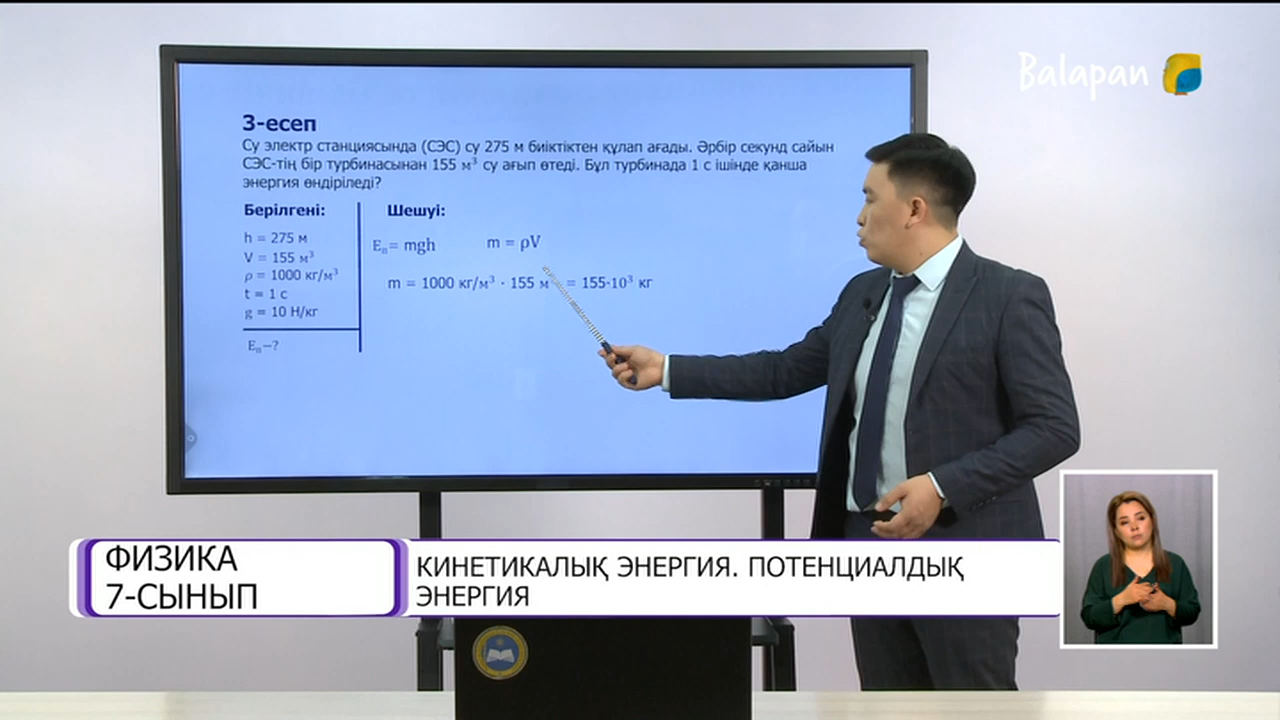 Balapan
3-есеп
Су электр станциясында (СЭС) су 275 м биіктіктен құлап ағады. Әрбір секунд сайын
СЭС-тің бір турбинасынан 155 м³ су ағып өтеді. Бұл турбинада 1 с ішінде қанша
энергия өндіріледі?
Берілгені:
h = 275 м
V = 155 м³
ρ = 1000 кг/м³
t = 1 с
g = 10 Н/кг
Eп–?
Шешуі:
Eп= mgh m = ρV
m = 1000 кг/м³ · 155 м = 155·10³ кг
ФИЗИКА
7-СЫНЫП
КИНЕТИКАЛЫҚ ЭНЕРГИЯ. ПОТЕНЦИАЛДЫҚ
ЭНЕРГИЯ